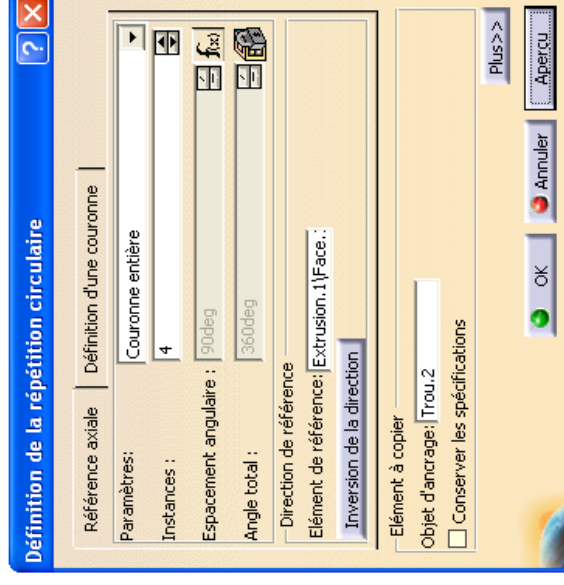 Définition de la répétition circulaire
Référence axiale Définition d'une couronne
Paramètres: Couronne entière
Instances : 4
Espacement angulaire : 90deg f(x)
Angle total : 360deg
Direction de référence
Elément de référence: Extrusion.1\Face.:
Inversion de la direction
Elément à copier
Objet d'ancrage: Trou.2
Conserver les spécifications
Plus>>
OK Annuler Aperçu